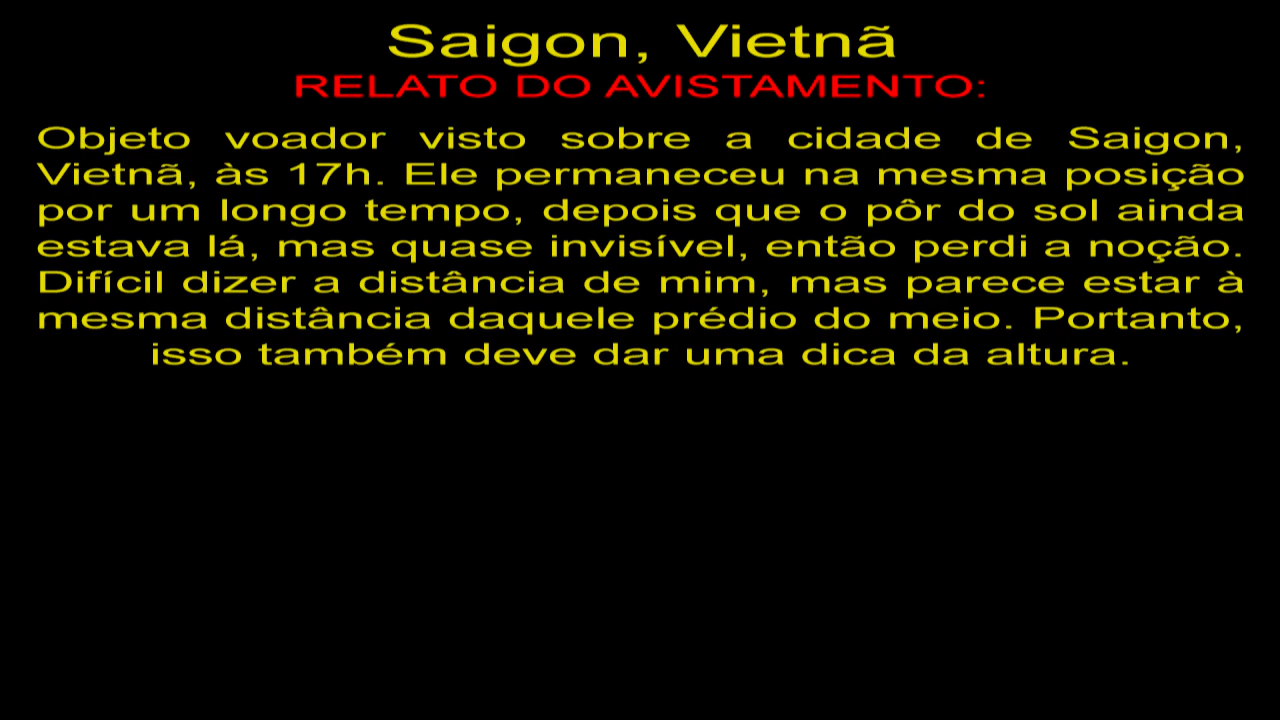 Saigon, Vietnã
RELATO DO AVISTAMENTO:
Objeto voador visto sobre a cidade de Saigon,
Vietnã, às 17h. Ele permaneceu na mesma posição
por um longo tempo, depois que o pôr do sol ainda
estava lá, mas quase invisível, então perdi a noção.
Difícil dizer a distância de mim, mas parece estar à
mesma distância daquele prédio do meio. Portanto,
isso também deve dar uma dica da altura.